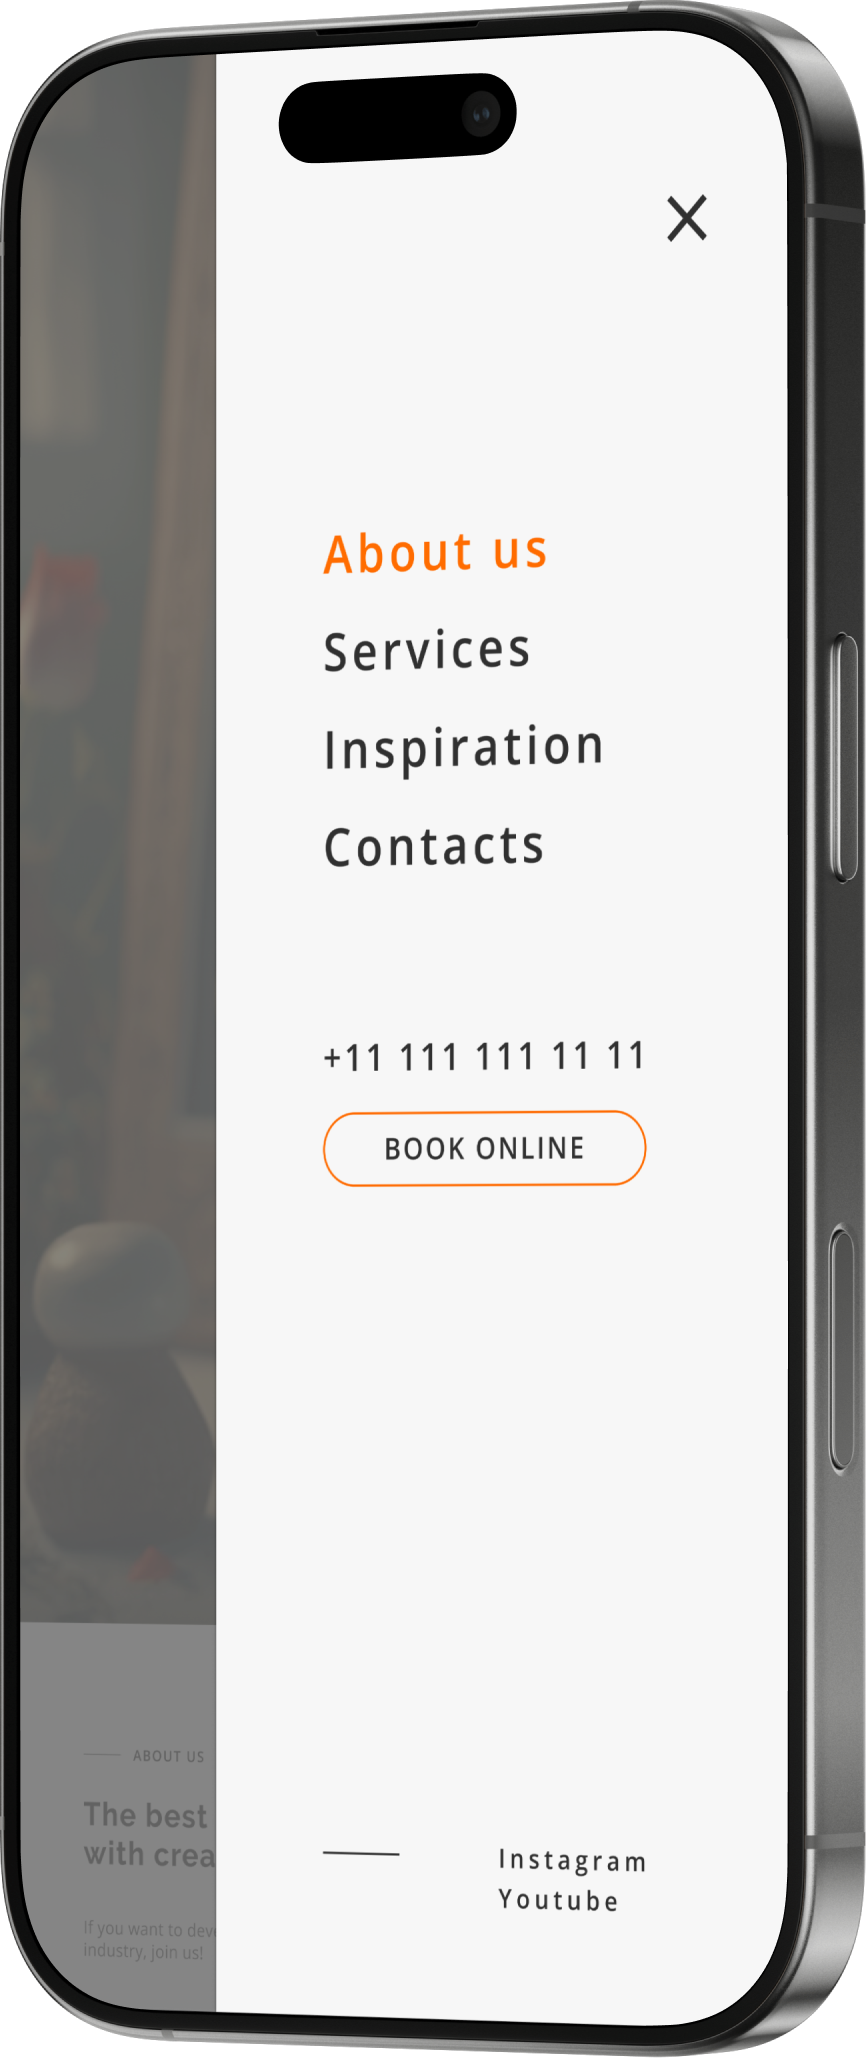 About us
Services
Inspiration
Contacts
+11 111 111 11 11
BOOK ONLINE
Instagram
Youtube
ABOUT US
The best
with crea
If you want to deve
industry, join us!